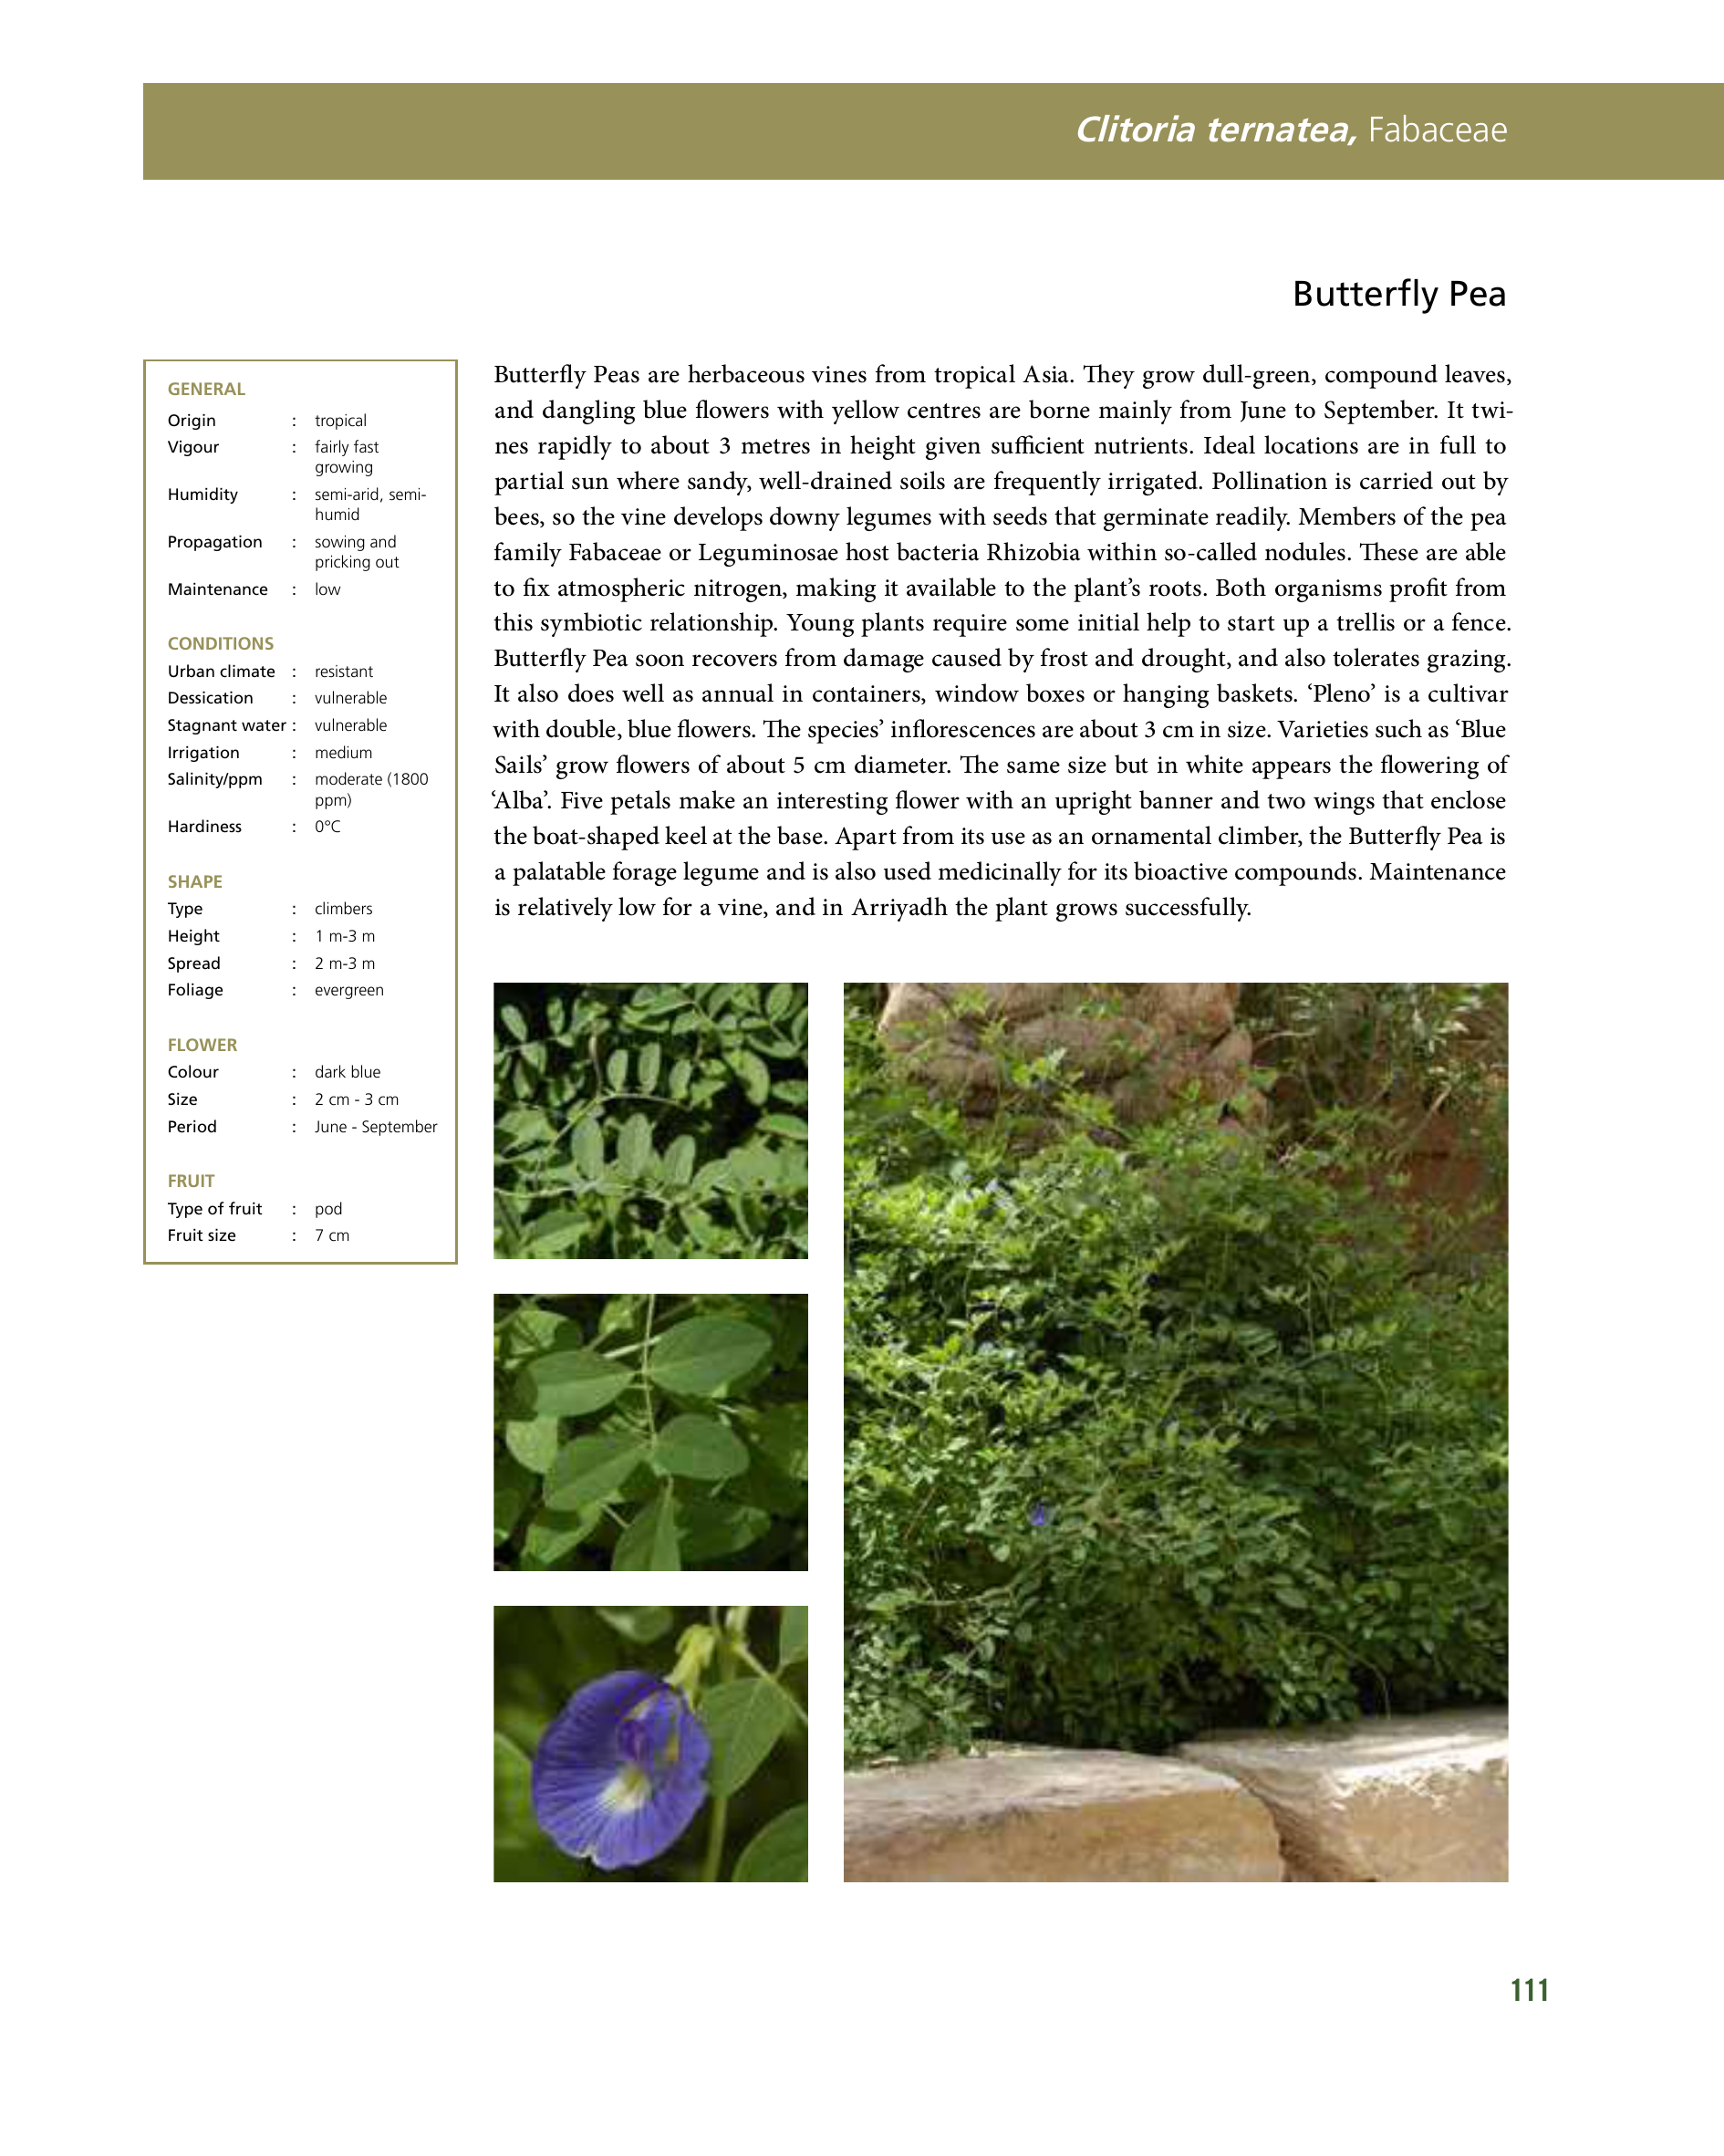 Clitoria ternatea, Fabaceae
Butterfly Pea
GENERAL
Origin : tropical
Vigour : fairly fast
growing
Humidity : semi-arid, semi-
humid
Propagation : sowing and
pricking out
Maintenance : low
CONDITIONS
Urban climate : resistant
Dessication : vulnerable
Stagnant water : vulnerable
Irrigation : medium
Salinity/ppm : moderate (1800
ppm)
Hardiness : 0°C
SHAPE
Type : climbers
Height : 1 m-3 m
Spread : 2 m-3 m
Foliage : evergreen
FLOWER
Colour : dark blue
Size : 2 cm - 3 cm
Period : June - September
FRUIT
Type of fruit : pod
Fruit size : 7 cm
Butterfly Peas are herbaceous vines from tropical Asia. They grow dull-green, compound leaves,
and dangling blue flowers with yellow centres are borne mainly from June to September. It twi-
nes rapidly to about 3 metres in height given sufficient nutrients. Ideal locations are in full to
partial sun where sandy, well-drained soils are frequently irrigated. Pollination is carried out by
bees, so the vine develops downy legumes with seeds that germinate readily. Members of the pea
family Fabaceae or Leguminosae host bacteria Rhizobia within so-called nodules. These are able
to fix atmospheric nitrogen, making it available to the plant’s roots. Both organisms profit from
this symbiotic relationship. Young plants require some initial help to start up a trellis or a fence.
Butterfly Pea soon recovers from damage caused by frost and drought, and also tolerates grazing.
It also does well as annual in containers, window boxes or hanging baskets. ‘Pleno’ is a cultivar
with double, blue flowers. The species’ inflorescences are about 3 cm in size. Varieties such as ‘Blue
Sails’ grow flowers of about 5 cm diameter. The same size but in white appears the flowering of
‘Alba’. Five petals make an interesting flower with an upright banner and two wings that enclose
the boat-shaped keel at the base. Apart from its use as an ornamental climber, the Butterfly Pea is
a palatable forage legume and is also used medicinally for its bioactive compounds. Maintenance
is relatively low for a vine, and in Arriyadh the plant grows successfully.
111